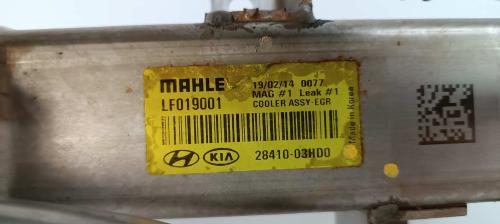 MAHLE
LF019001
19/02/14 0077
MAG #1 Leak #1
COOLER ASSY-EGR
KIA
28410-03HD0
Made in Korea